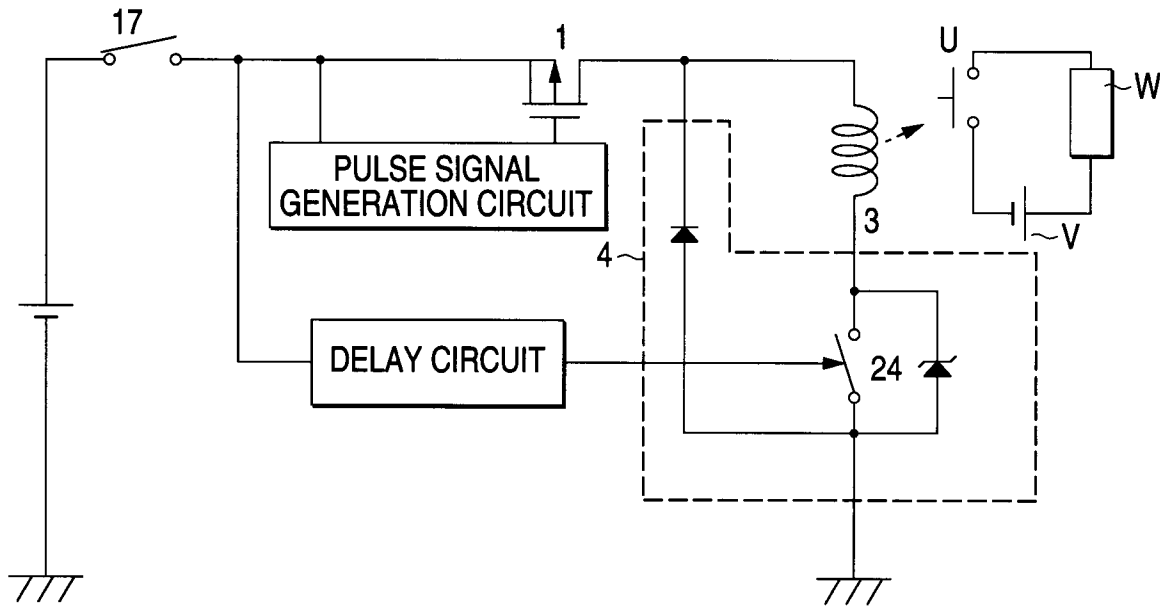 17
1
U
W
PULSE SIGNAL
GENERATION CIRCUIT
3
V
4
DELAY CIRCUIT
24